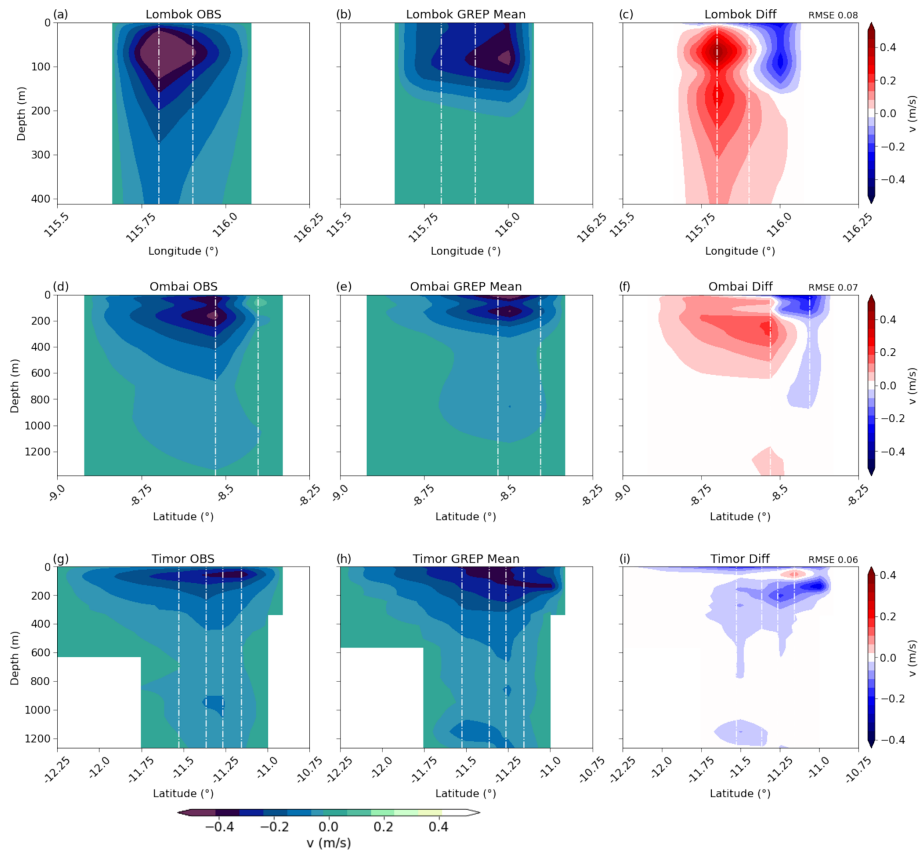 (a) Lombok OBS
(b) Lombok GREP Mean
(c) Lombok Diff RMSE 0.08
Depth (m)
0
100
200
300
400
115.5 115.75 116.0 116.25
115.5 115.75 116.0 116.25
115.5 115.75 116.0 116.25
Longitude (°)
Longitude (°)
Longitude (°)
0.4
0.2
0.0
−0.2
−0.4
v (m/s)
(d) Ombai OBS
(e) Ombai GREP Mean
(f) Ombai Diff RMSE 0.07
Depth (m)
0
200
400
600
800
1000
1200
-9.0 -8.75 -8.5 -8.25
-9.0 -8.75 -8.5 -8.25
-9.0 -8.75 -8.5 -8.25
Latitude (°)
Latitude (°)
Latitude (°)
0.4
0.2
0.0
−0.2
−0.4
v (m/s)
(g) Timor OBS
(h) Timor GREP Mean
(i) Timor Diff RMSE 0.06
Depth (m)
0
200
400
600
800
1000
1200
-12.25 -12.0 -11.75 -11.5 -11.25 -11.0 -10.75
-12.25 -12.0 -11.75 -11.5 -11.25 -11.0 -10.75
-12.25 -12.0 -11.75 -11.5 -11.25 -11.0 -10.75
Latitude (°)
Latitude (°)
Latitude (°)
0.4
0.2
0.0
−0.2
−0.4
v (m/s)
−0.4 −0.2 0.0 0.2 0.4
v (m/s)